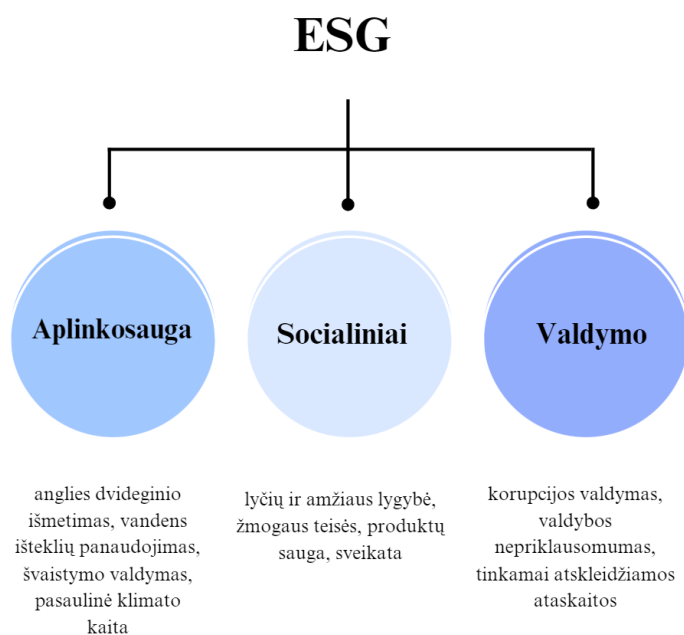 ESG
Aplinkosauga
Socialiniai
Valdymo
anglies dvideginio
išmetimas, vandens
išteklių panaudojimas,
švaistymo valdymas,
pasaulinė klimato
kaita
lyčių ir amžiaus lygybė,
žmogaus teisės, produktų
sauga, sveikata
korupcijos valdymas,
valdybos
nepriklausomumas,
tinkamai atskleidžiamos
ataskaitos